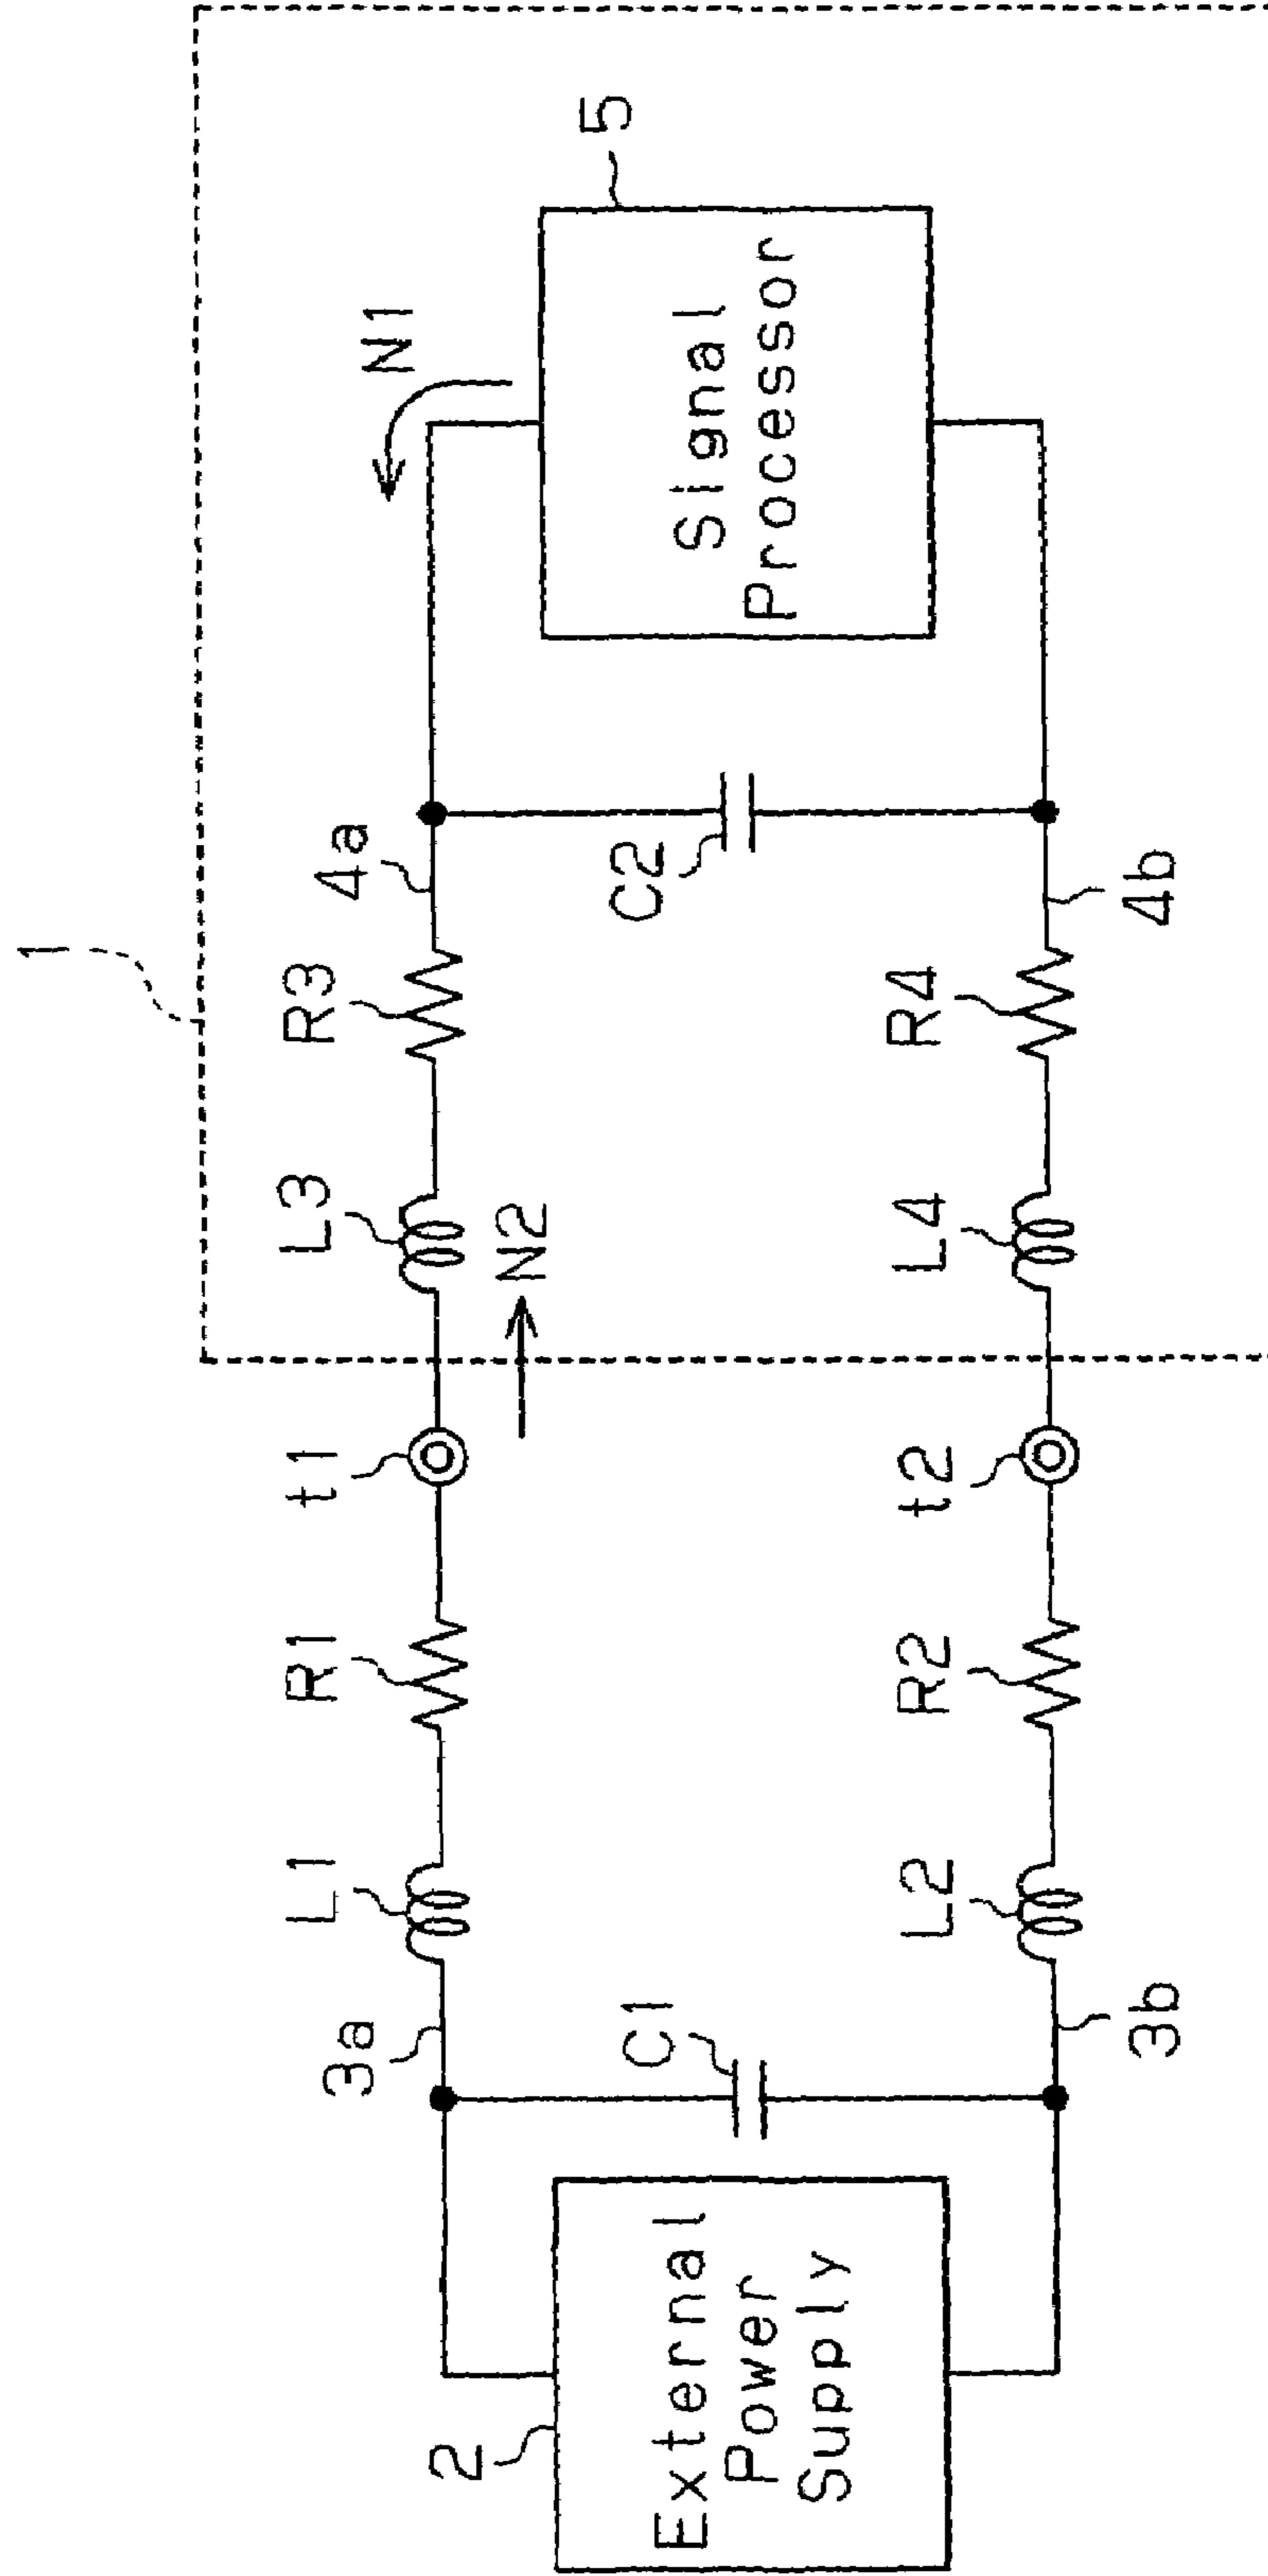 1
3a
L1
R1
t1
L3
R3
4a
N1
N2
2
External
Power
Supply
C1
C2
Signal
Processor
5
3b
L2
R2
t2
L4
R4
4b